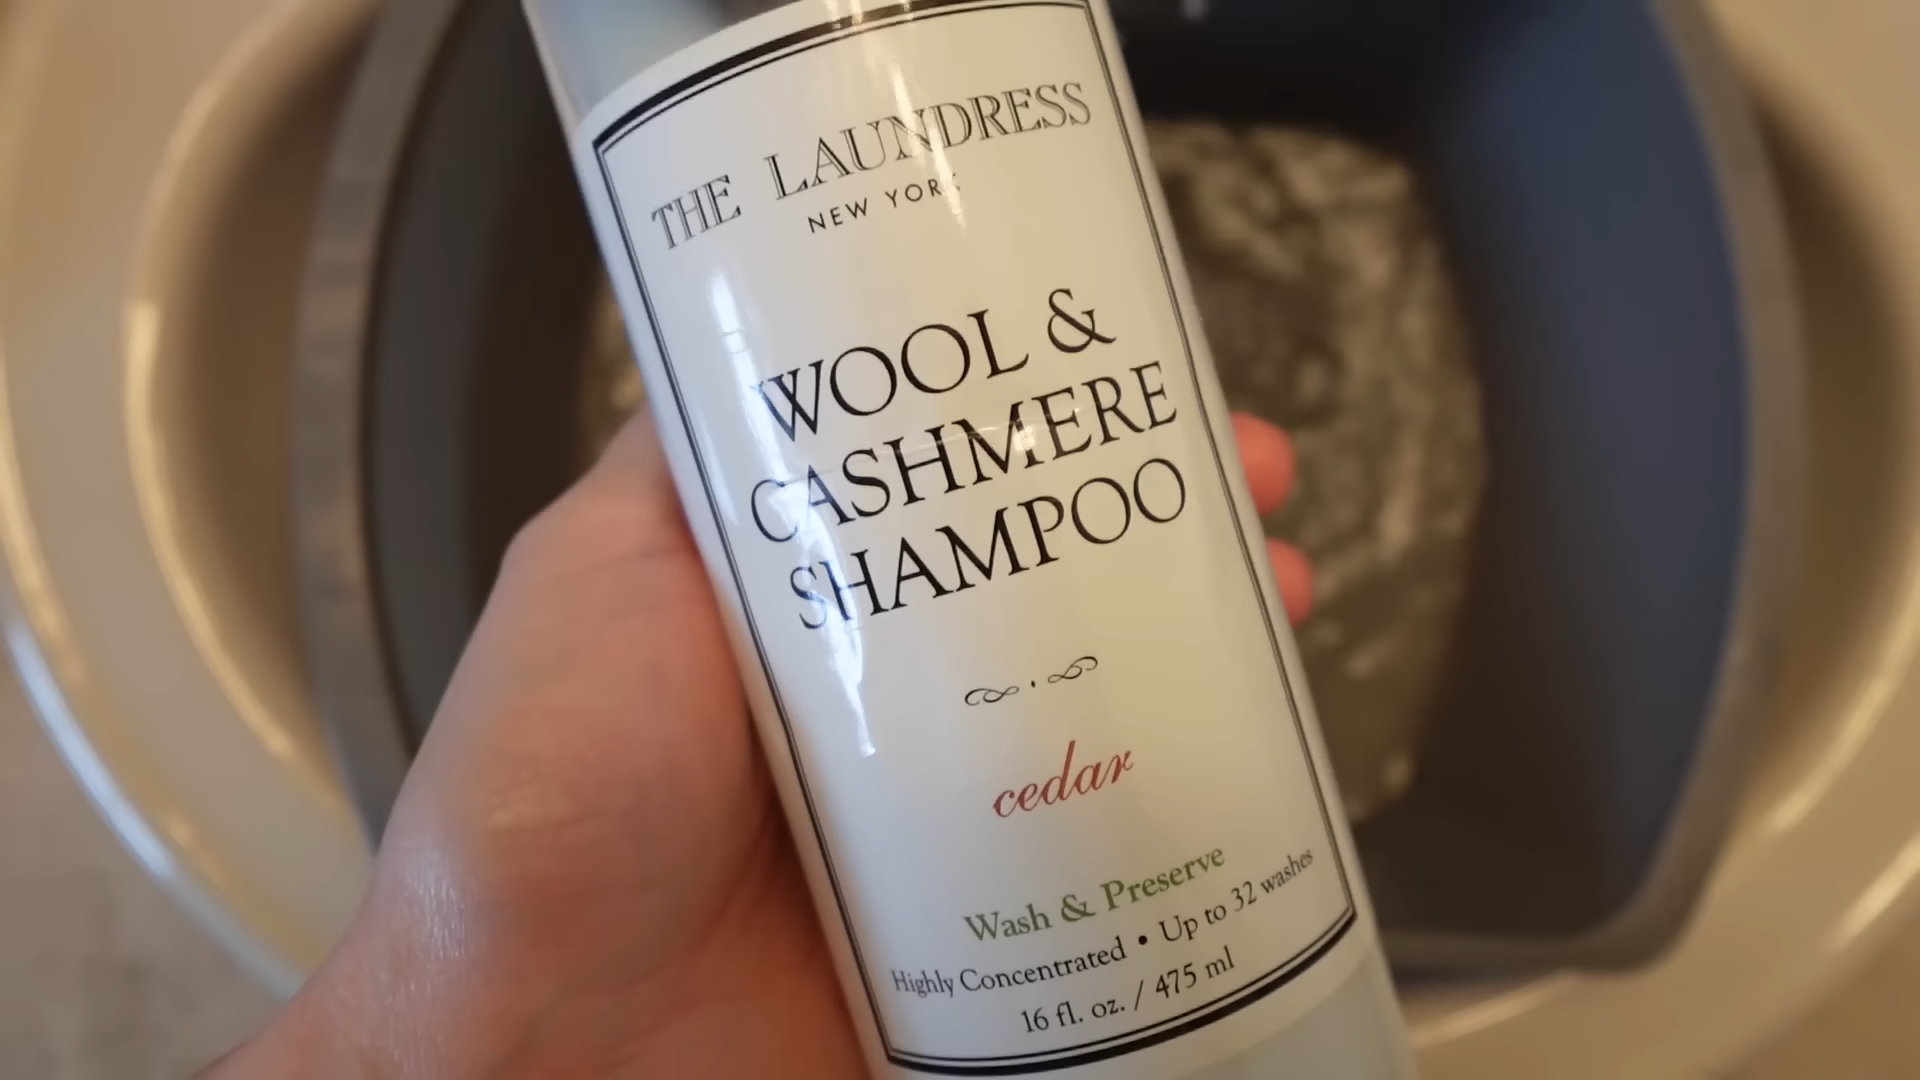 THE LAUNDRESS
NEW YORK
WOOL &
CASHMERE
SHAMPOO
cedar
Wash & Preserve
Highly Concentrated • Up to 32 washes
16 fl. oz. / 475 ml